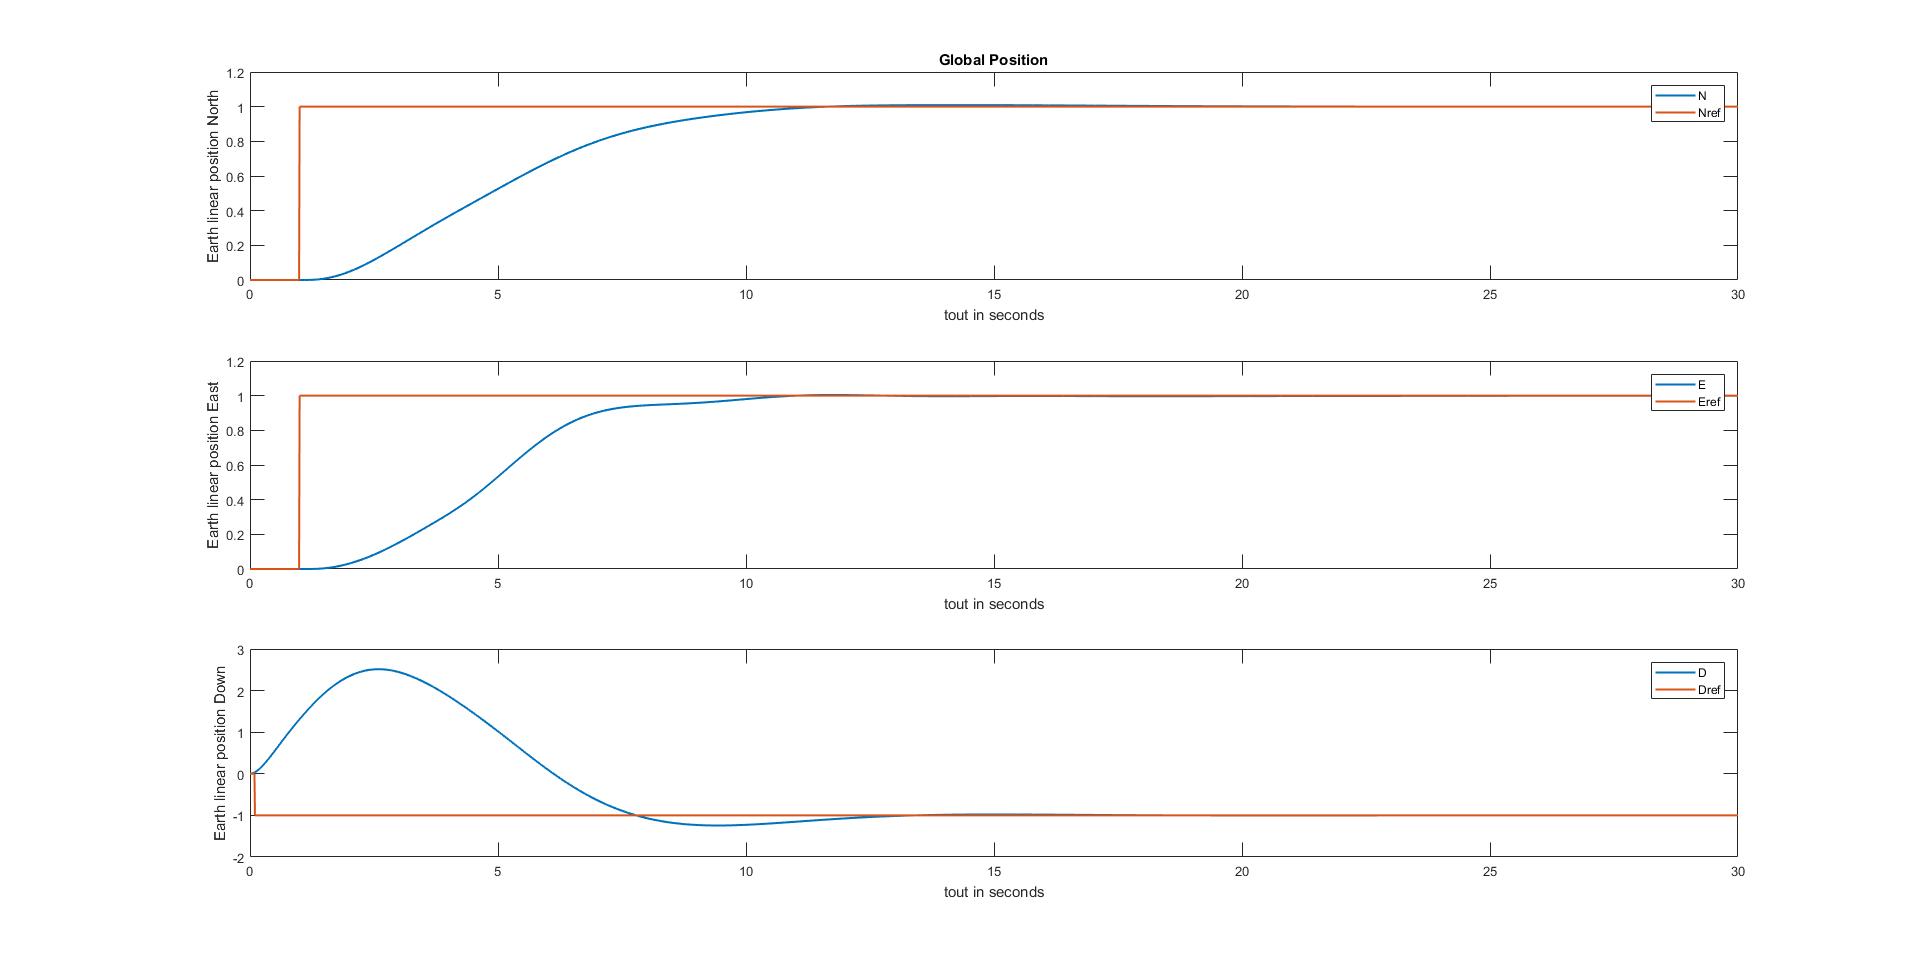 Global Position
Earth linear position North
1.2
1
0.8
0.6
0.4
0.2
0
N
Nref
0 5 10 15 20 25 30
tout in seconds
Earth linear position East
1.2
1
0.8
0.6
0.4
0.2
0
E
Eref
0 5 10 15 20 25 30
tout in seconds
Earth linear position Down
3
2
1
0
-1
-2
D
Dref
0 5 10 15 20 25 30
tout in seconds